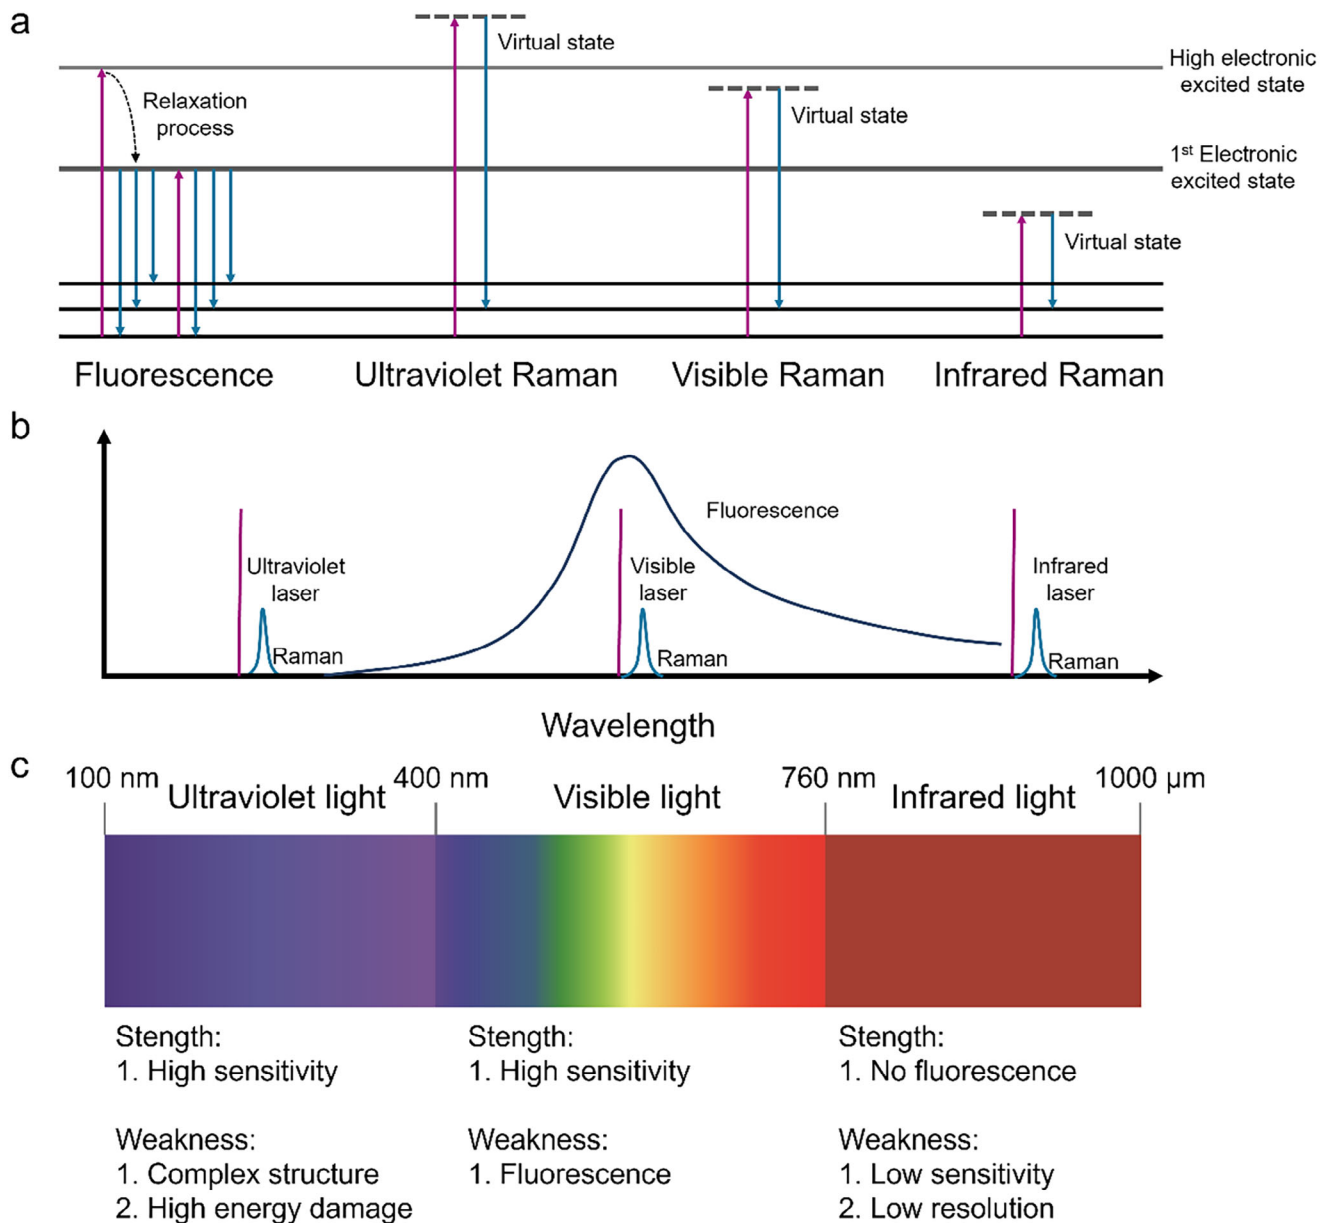 a
Virtual state
High electronic
excited state
Relaxation
process
Virtual state
1st Electronic
excited state
Virtual state
Fluorescence
Ultraviolet Raman
Visible Raman
Infrared Raman
b
Fluorescence
Ultraviolet
laser
Visible
laser
Infrared
laser
Raman
Raman
Raman
Wavelength
c
100 nm
Ultraviolet light
400 nm
Visible light
760 nm
Infrared light
1000 µm
Stength:
1. High sensitivity
Weakness:
1. Complex structure
2. High energy damage
Stength:
1. High sensitivity
Weakness:
1. Fluorescence
Stength:
1. No fluorescence
Weakness:
1. Low sensitivity
2. Low resolution